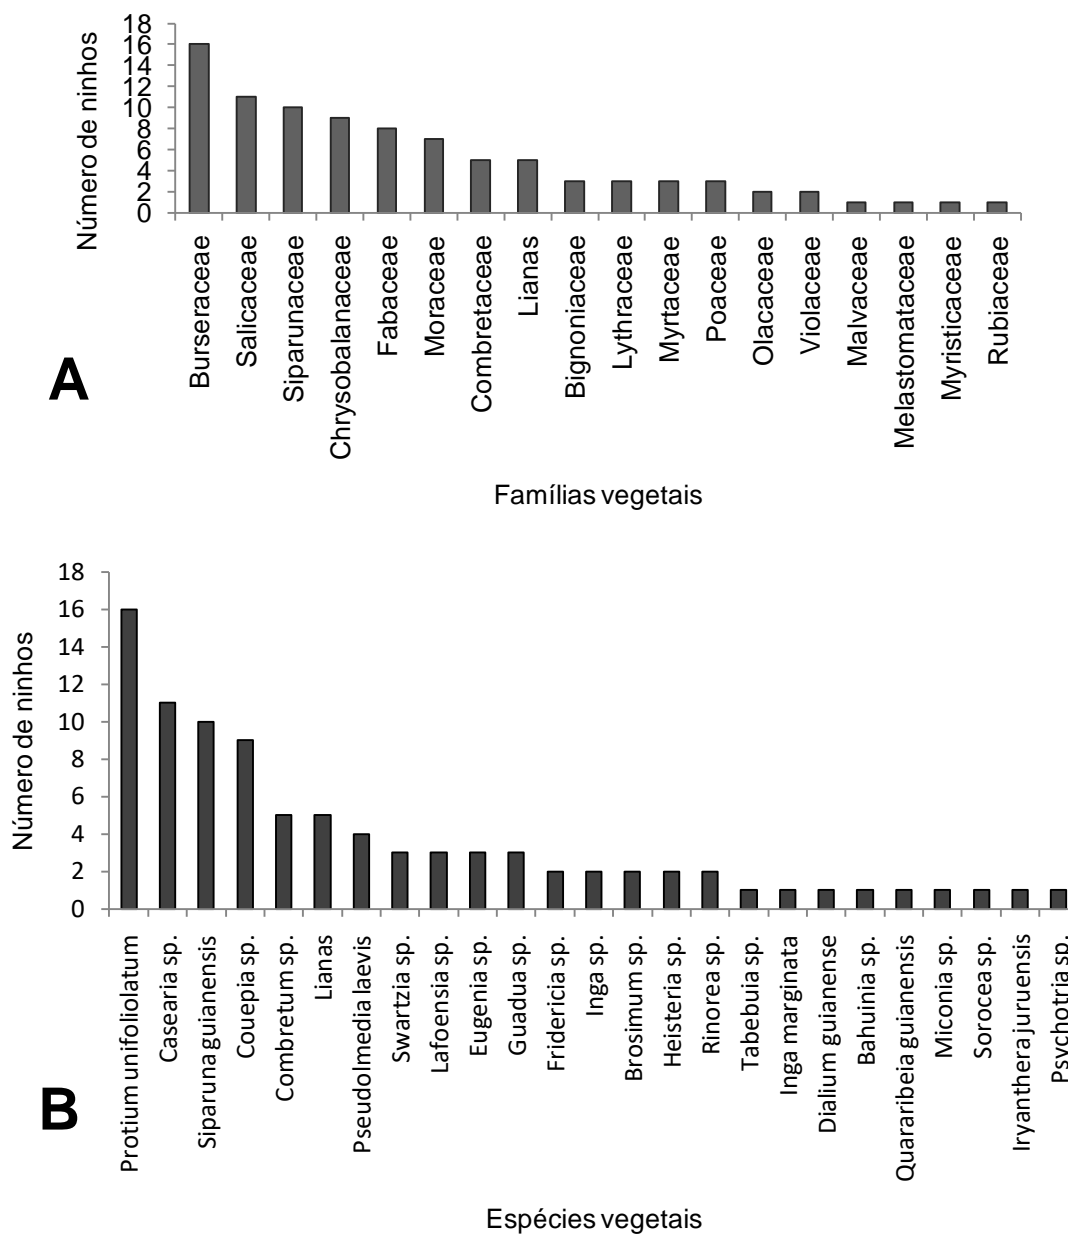 18
16
14
12
10
8
6
4
2
0
Número de ninhos
Burseraceae
Salicaceae
Siparunaceae
Chrysobalanaceae
Fabaceae
Moraceae
Combretaceae
Lianas
Bignoniaceae
Lythraceae
Myrtaceae
Poaceae
Olacaceae
Violaceae
Malvaceae
Melastomataceae
Myristicaceae
Rubiaceae
A
Famílias vegetais
18
16
14
12
10
8
6
4
2
0
Número de ninhos
Protium unifoliolatum
Casearia sp.
Siparuna guianensis
Couepia sp.
Combretum sp.
Lianas
Pseudolmedia laevis
Swartzia sp.
Lafoensia sp.
Eugenia sp.
Guadua sp.
Fridericia sp.
Inga sp.
Brosimum sp.
Heisteria sp.
Rinorea sp.
Tabebuia sp.
Inga marginata
Dialium guianense
Bahuinia sp.
Quararibeia guianensis
Miconia sp.
Sorocea sp.
Iryanthera juruensis
Psychotria sp.
B
Espécies vegetais